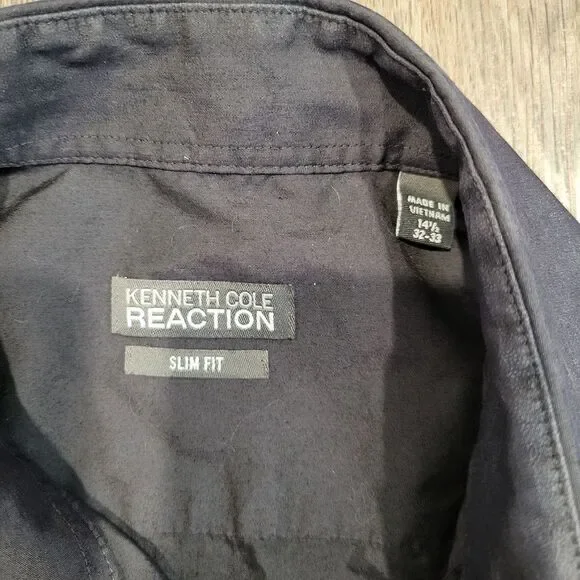 MADE IN
VIETNAM
14½
32-33
KENNETH COLE
REACTION
SLIM FIT